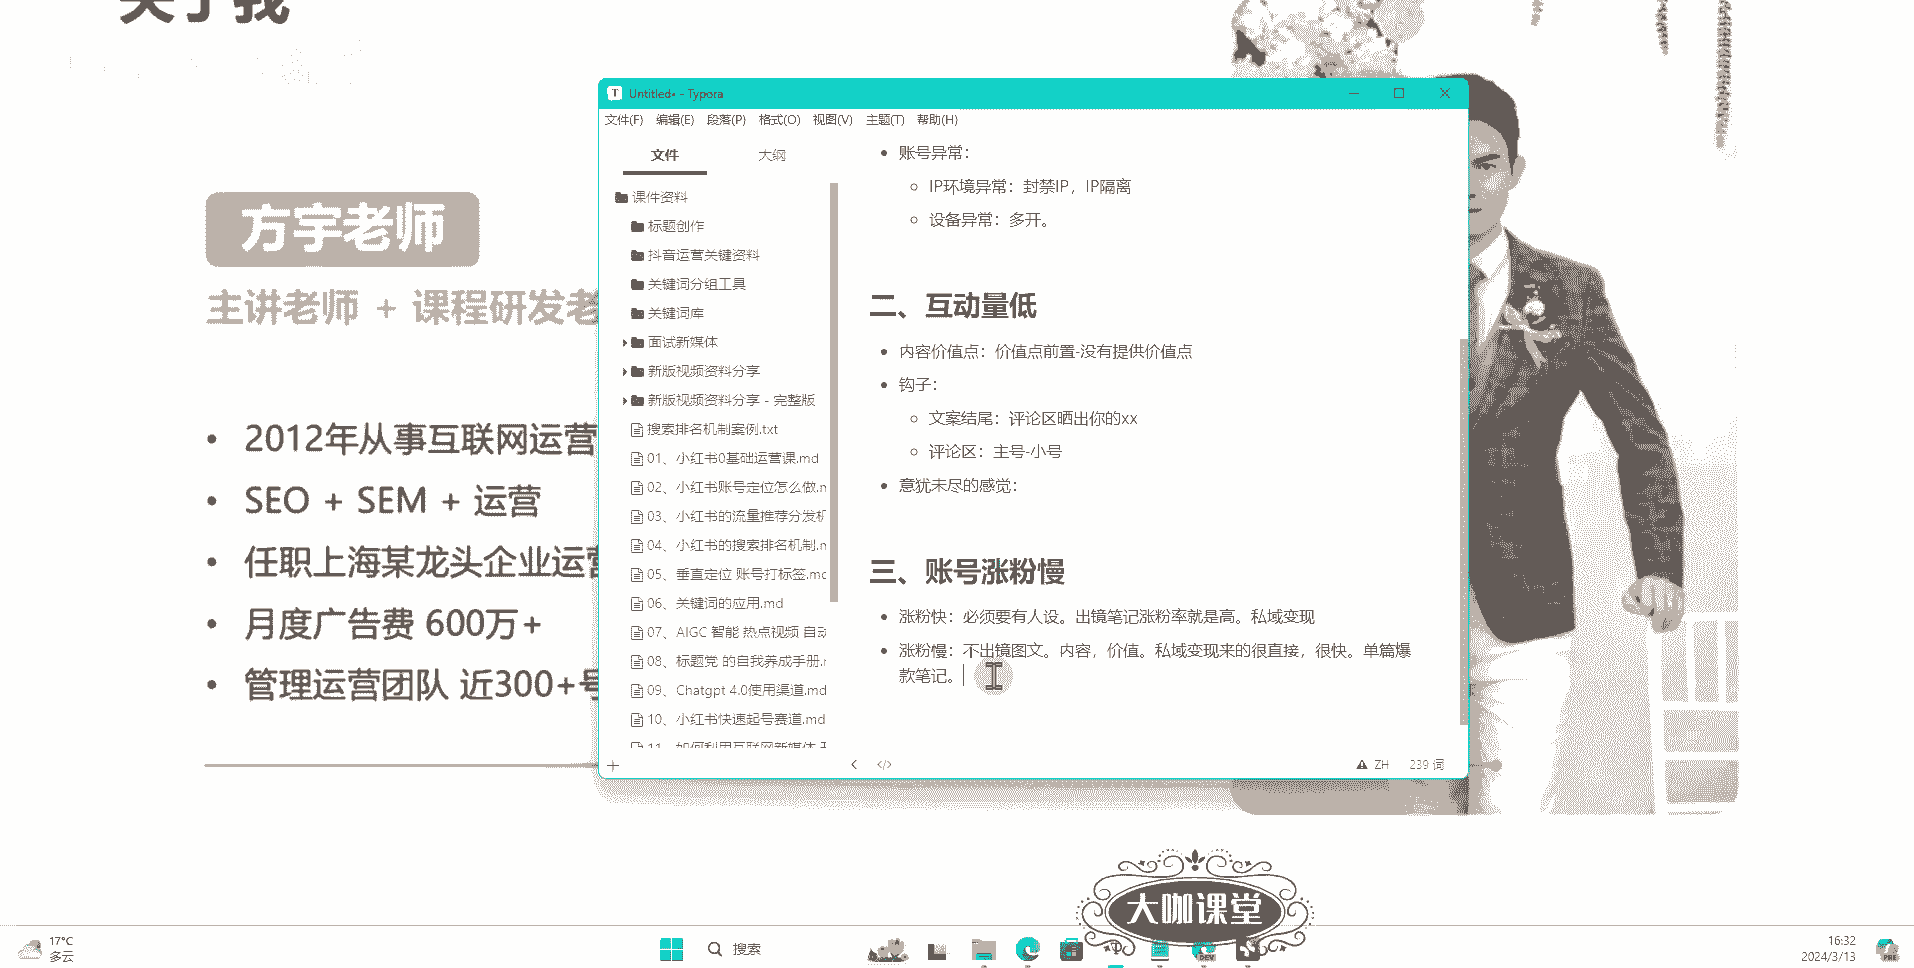 关于我
方宇老师
主讲老师 + 课程研发老
2012年从事互联网运营
SEO + SEM + 运营
任职上海某龙头企业运营
月度广告费 600万+
管理运营团队 近300+号
Untitled• - Typora
文件(F) 编辑(E) 段落(P) 格式(O) 视图(V) 主题(T) 帮助(H)
文件 大纲
课件资料
标题创作
抖音运营关键资料
关键词分组工具
关键词库
面试新媒体
新版视频资料分享
新版视频资料分享 - 完整版
搜索排名机制案例.txt
01、小红书0基础运营课.md
02、小红书账号定位怎么做.m
03、小红书的流量推荐分发机
04、小红书的搜索排名机制.m
05、垂直定位 账号打标签.mc
06、关键词的应用.md
07、AIGC 智能 热点视频 自动
08、标题党 的自我养成手册.r
09、Chatgpt 4.0使用渠道.md
10、小红书快速起号赛道.md
11、如何利用互联网新媒体
账号异常：
IP环境异常：封禁IP，IP隔离
设备异常：多开。
二、互动量低
内容价值点：价值点前置-没有提供价值点
钩子：
文案结尾：评论区晒出你的xx
评论区：主号-小号
意犹未尽的感觉：
三、账号涨粉慢
涨粉快：必须要有人设。出镜笔记涨粉率就是高。私域变现
涨粉慢：不出镜图文。内容，价值。私域变现来的很直接，很快。单篇爆
款笔记。
ZH 239 词
大咖课堂
17°C
多云
搜索
DEV
16:32
2024/3/13
PRE